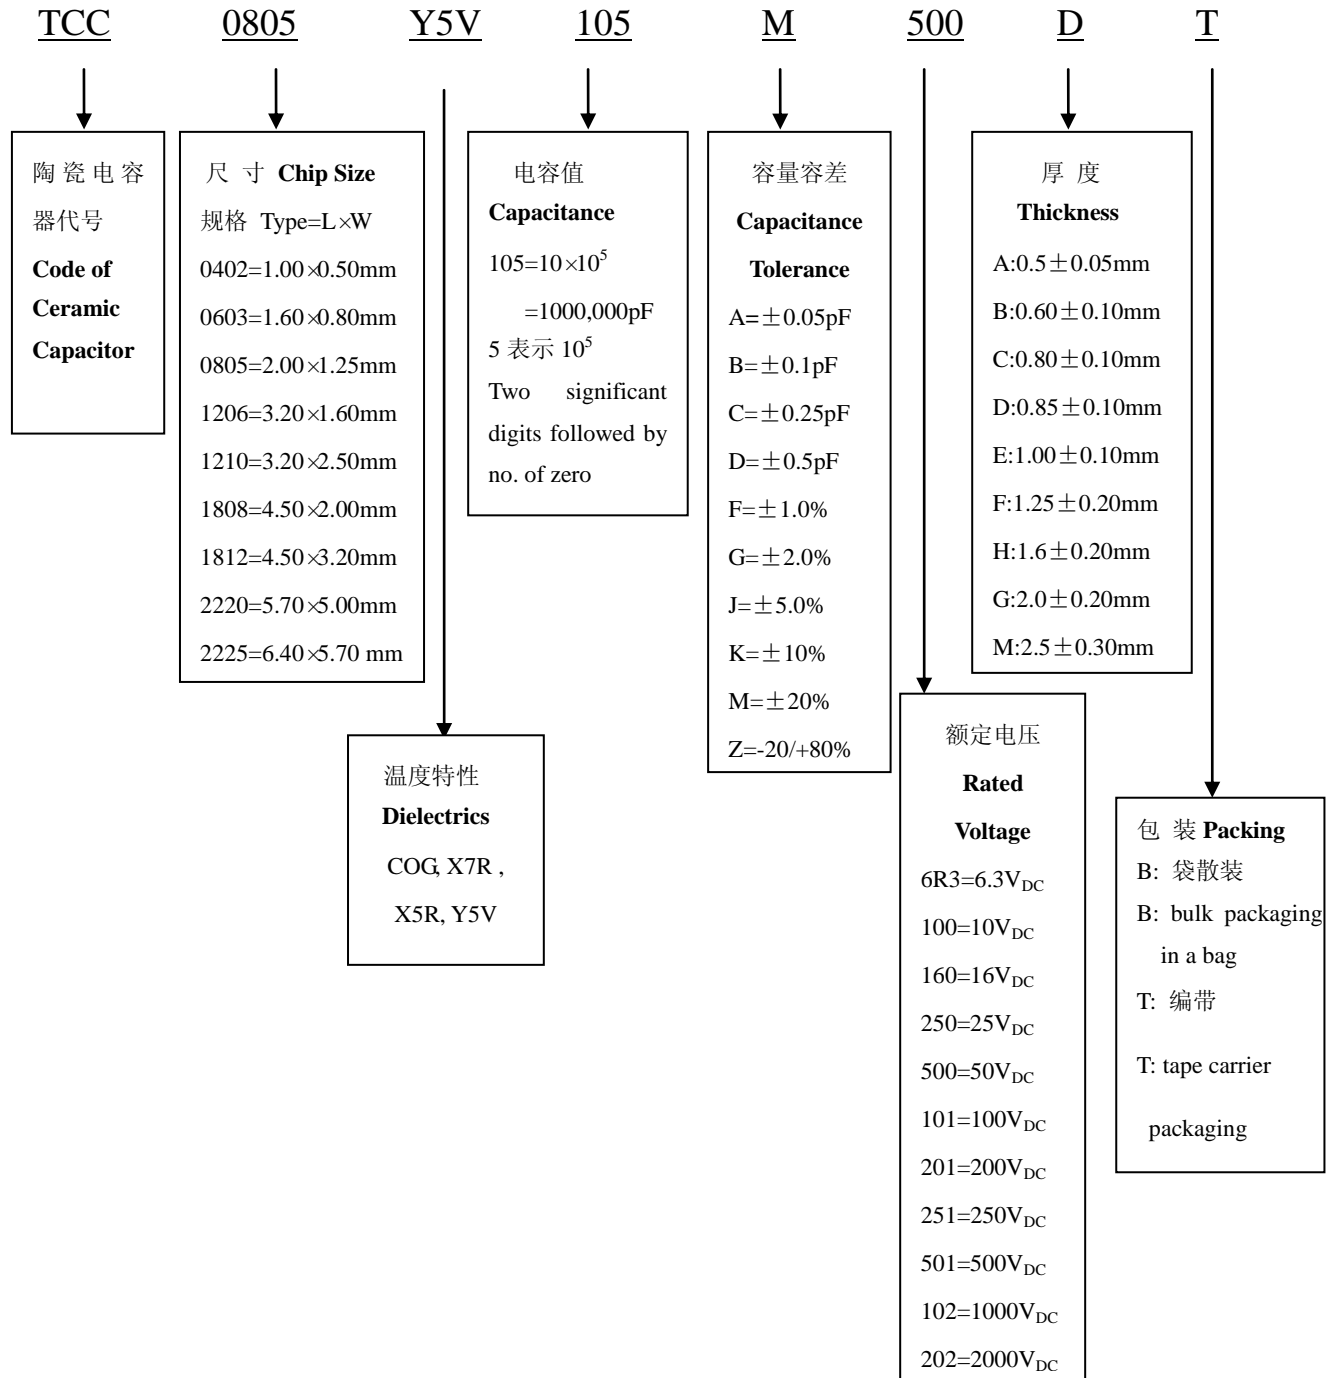 TCC 0805 Y5V 105 M 500 D T
陶瓷电容
器代号
Code of
Ceramic
Capacitor
尺 寸 Chip Size
规格 Type=L×W
0402=1.00×0.50mm
0603=1.60×0.80mm
0805=2.00×1.25mm
1206=3.20×1.60mm
1210=3.20×2.50mm
1808=4.50×2.00mm
1812=4.50×3.20mm
2220=5.70×5.00mm
2225=6.40×5.70 mm
温度特性
Dielectrics
COG, X7R ,
X5R, Y5V
电容值
Capacitance
105=10×10⁵
=1000,000pF
5 表示 10⁵
Two significant
digits followed by
no. of zero
容量容差
Capacitance
Tolerance
A=±0.05pF
B=±0.1pF
C=±0.25pF
D=±0.5pF
F=±1.0%
G=±2.0%
J=±5.0%
K=±10%
M=±20%
Z=-20/+80%
额定电压
Rated
Voltage
6R3=6.3V_DC
100=10V_DC
160=16V_DC
250=25V_DC
500=50V_DC
101=100V_DC
201=200V_DC
251=250V_DC
501=500V_DC
102=1000V_DC
202=2000V_DC
厚 度
Thickness
A:0.5±0.05mm
B:0.60±0.10mm
C:0.80±0.10mm
D:0.85±0.10mm
E:1.00±0.10mm
F:1.25±0.20mm
H:1.6±0.20mm
G:2.0±0.20mm
M:2.5±0.30mm
包 装 Packing
B: 袋散装
B: bulk packaging
in a bag
T: 编带
T: tape carrier
packaging